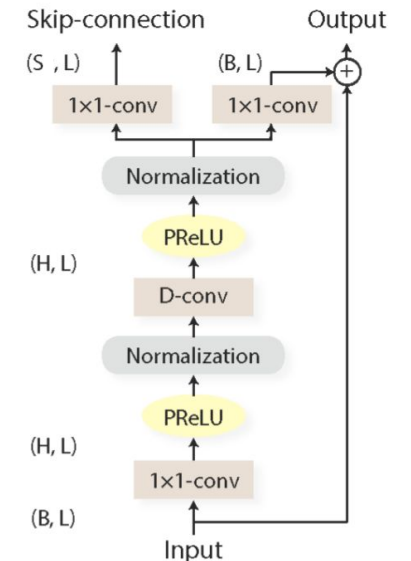 Skip-connection Output
(S , L) (B, L)
+
1×1-conv 1×1-conv
Normalization
PReLU
(H, L)
D-conv
Normalization
PReLU
(H, L)
1×1-conv
(B, L)
Input